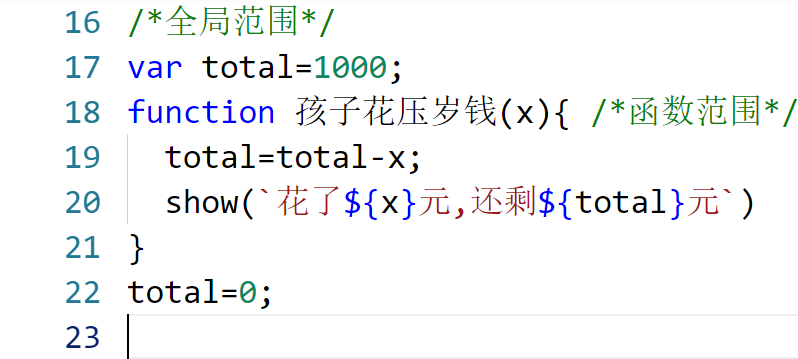 16 /*全局范围*/
17 var total=1000;
18 function 孩子花压岁钱(x){ /*函数范围*/
19   total=total-x;
20   show(`花了${x}元,还剩${total}元`)
21 }
22 total=0;
23